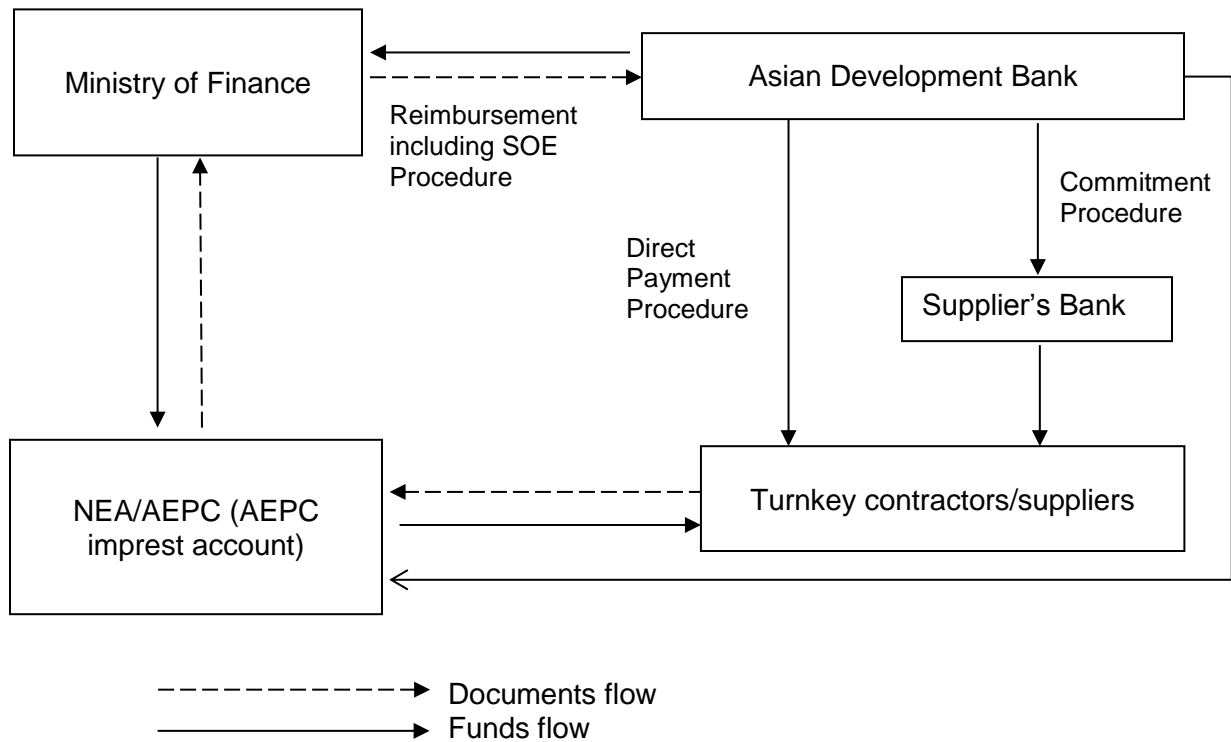 Ministry of Finance
Asian Development Bank
Reimbursement
including SOE
Procedure
Commitment
Procedure
Direct
Payment
Procedure
Supplier's Bank
NEA/AEPC (AEPC
imprest account)
Turnkey contractors/suppliers
Documents flow
Funds flow